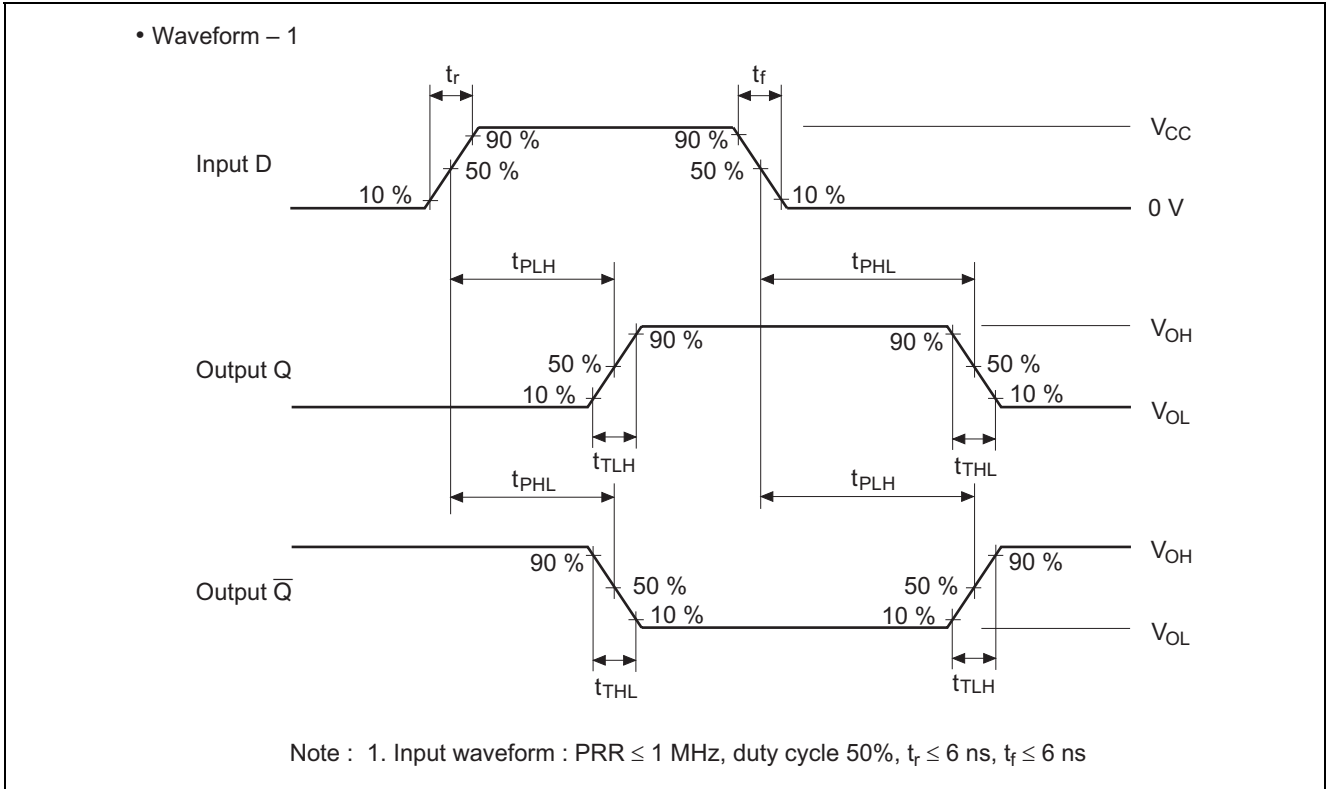 • Waveform – 1
tr tf
Input D
90 % 90 % VCC
50 % 50 %
10 % 10 % 0 V
tPLH tPHL
Output Q
90 % 90 % VOH
50 % 50 %
10 % 10 % VOL
tTLH tTHL
tPHL tPLH
Output Q̅
90 % 90 % VOH
50 % 50 %
10 % 10 % VOL
tTHL tTLH
Note : 1. Input waveform : PRR ≤ 1 MHz, duty cycle 50%, tr ≤ 6 ns, tf ≤ 6 ns